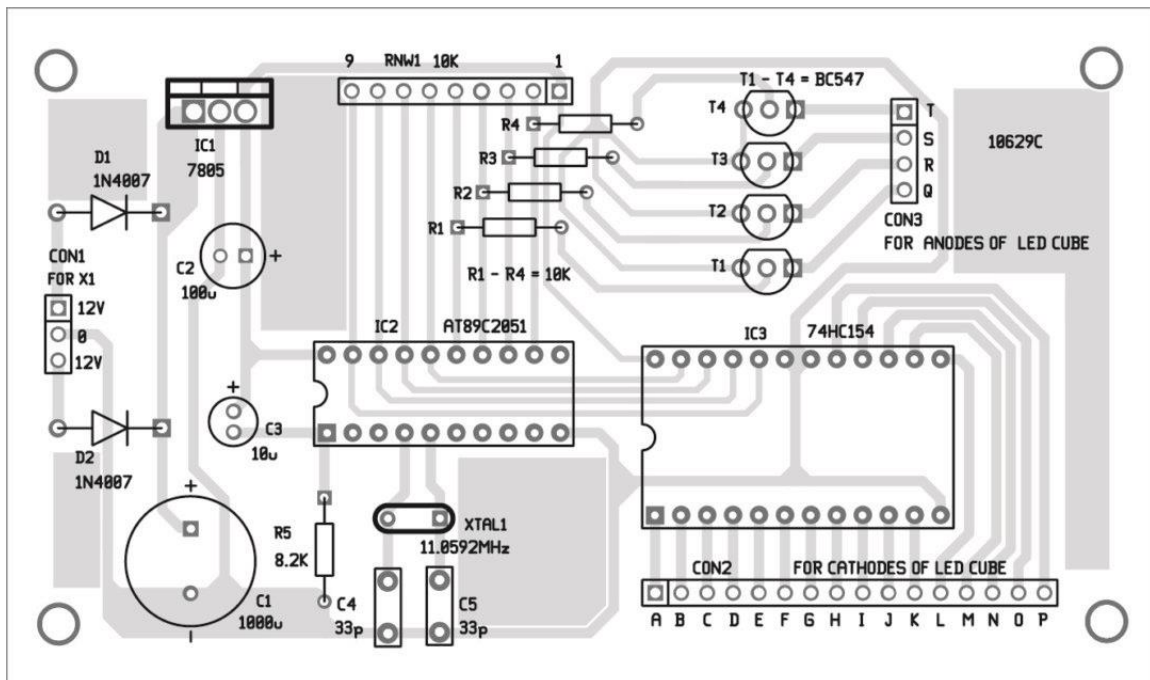 9 RNW1 10K 1
T1 - T4 = BC547
T4
T
R4
S
10629C
IC1
7805
D1
1N4007
R3
T3
R
R2
Q
T2
CON3
R1
FOR ANODES OF LED CUBE
CON1
FOR X1
C2
100u
+
T1
R1 - R4 = 10K
12V
0
12V
IC2 AT89C2051
IC3 74HC154
+
C3
10u
D2
1N4007
+
R5
8.2K
XTAL1
11.0592MHz
CON2 FOR CATHODES OF LED CUBE
C1
1000u
–
C4
33p
C5
33p
A B C D E F G H I J K L M N O P